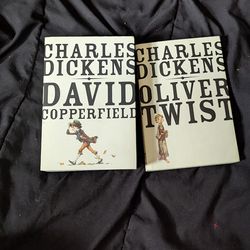 CHARLES
DICKENS
DAVID
COPPERFIELD
CHARLES
DICKENS
OLIVER
TWIST